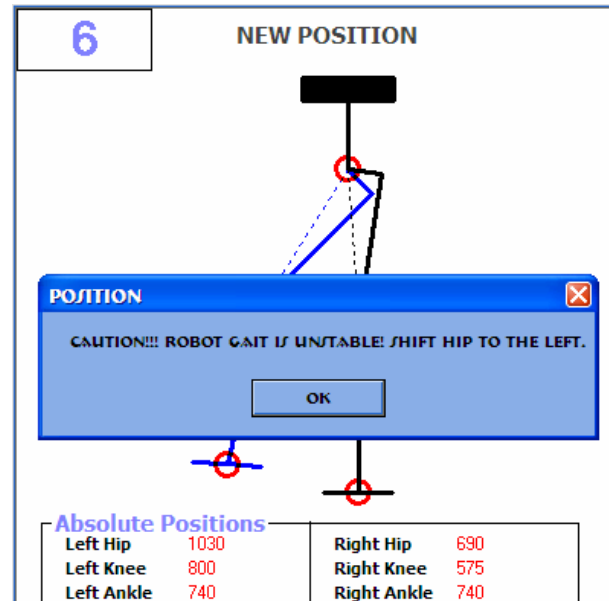 6
NEW POSITION
POSITION
CAUTION!!! ROBOT GAIT IS UNSTABLE! SHIFT HIP TO THE LEFT.
OK
Absolute Positions
Left Hip 1030 Right Hip 690
Left Knee 800 Right Knee 575
Left Ankle 740 Right Ankle 740